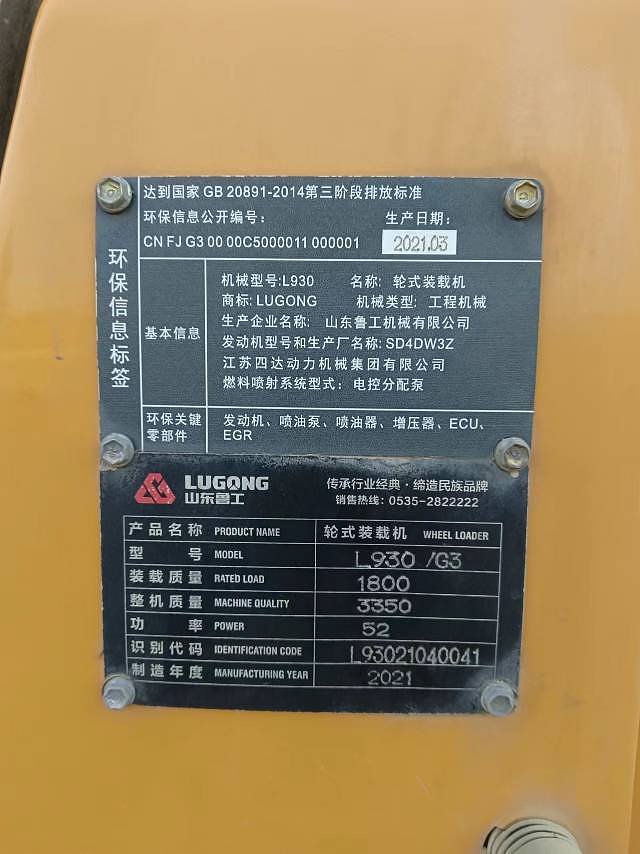 达到国家 GB 20891-2014第三阶段排放标准
环保信息公开编号： 生产日期：
CN FJ G3 00 00C5000011 000001 2021.03
环保信息标签
基本信息
机械型号：L930 名称：轮式装载机
商标：LUGONG 机械类型：工程机械
生产企业名称：山东鲁工机械有限公司
发动机型号和生产厂名称：SD4DW3Z
江苏四达动力机械集团有限公司
燃料喷射系统型式：电控分配泵
环保关键
零部件
发动机、喷油泵、喷油器、增压器、ECU、
EGR
LUGONG 传承行业经典·缔造民族品牌
山东鲁工 销售热线：0535-2822222
产品名称 PRODUCT NAME 轮式装载机 WHEEL LOADER
型号 MODEL L930 /G3
装载质量 RATED LOAD 1800
整机质量 MACHINE QUALITY 3350
功率 POWER 52
识别代码 IDENTIFICATION CODE L93021040041
制造年度 MANUFACTURING YEAR 2021